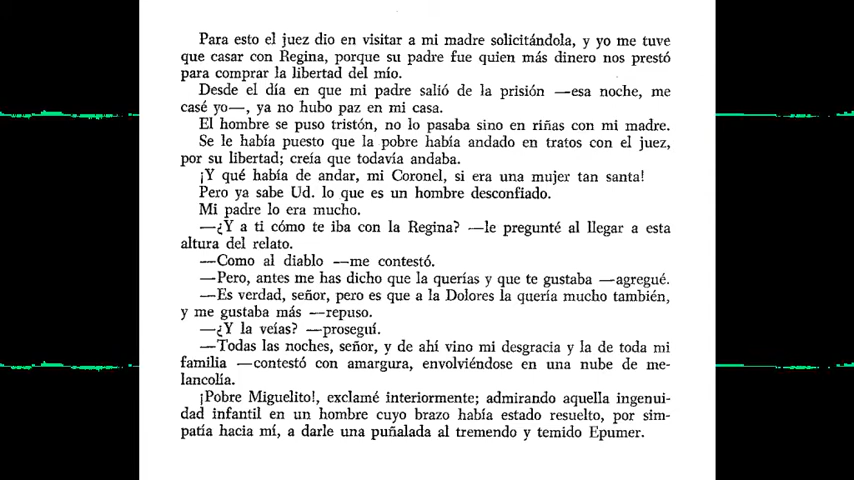 Para esto el juez dio en visitar a mi madre solicitándola, y yo me tuve
que casar con Regina, porque su padre fue quien más dinero nos prestó
para comprar la libertad del mío.
Desde el día en que mi padre salió de la prisión —esa noche, me
casé yo—, ya no hubo paz en mi casa.
El hombre se puso tristón, no lo pasaba sino en riñas con mi madre.
Se le había puesto que la pobre había andado en tratos con el juez,
por su libertad; creía que todavía andaba.
¡Y qué había de andar, mi Coronel, si era una mujer tan santa!
Pero ya sabe Ud. lo que es un hombre desconfiado.
Mi padre lo era mucho.
—¿Y a ti cómo te iba con la Regina? —le pregunté al llegar a esta
altura del relato.
—Como al diablo —me contestó.
—Pero, antes me has dicho que la querías y que te gustaba —agregué.
—Es verdad, señor, pero es que a la Dolores la quería mucho también,
y me gustaba más —repuso.
—¿Y la veías? —proseguí.
—Todas las noches, señor, y de ahí vino mi desgracia y la de toda mi
familia —contestó con amargura, envolviéndose en una nube de me-
lancolía.
¡Pobre Miguelito!, exclamé interiormente; admirando aquella ingenui-
dad infantil en un hombre cuyo brazo había estado resuelto, por sim-
patía hacia mí, a darle una puñalada al tremendo y temido Epumer.